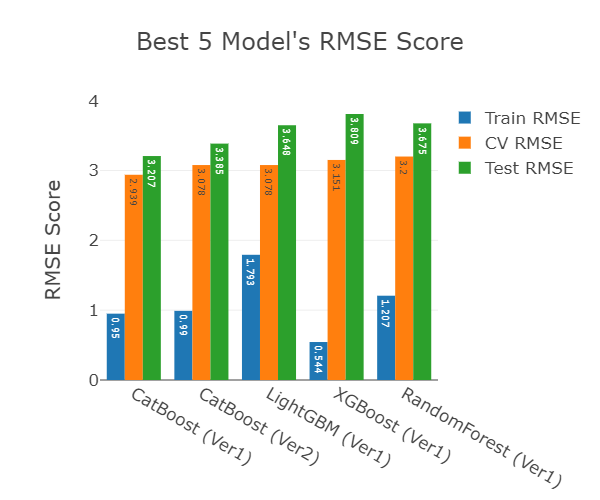 Best 5 Model's RMSE Score
RMSE Score
4
3
2
1
0
0.95
2.939
3.207
0.99
3.078
3.385
1.793
3.078
3.648
0.544
3.151
3.809
1.207
3.2
3.675
CatBoost (Ver1)
CatBoost (Ver2)
LightGBM (Ver1)
XGBoost (Ver1)
RandomForest (Ver1)
Train RMSE
CV RMSE
Test RMSE